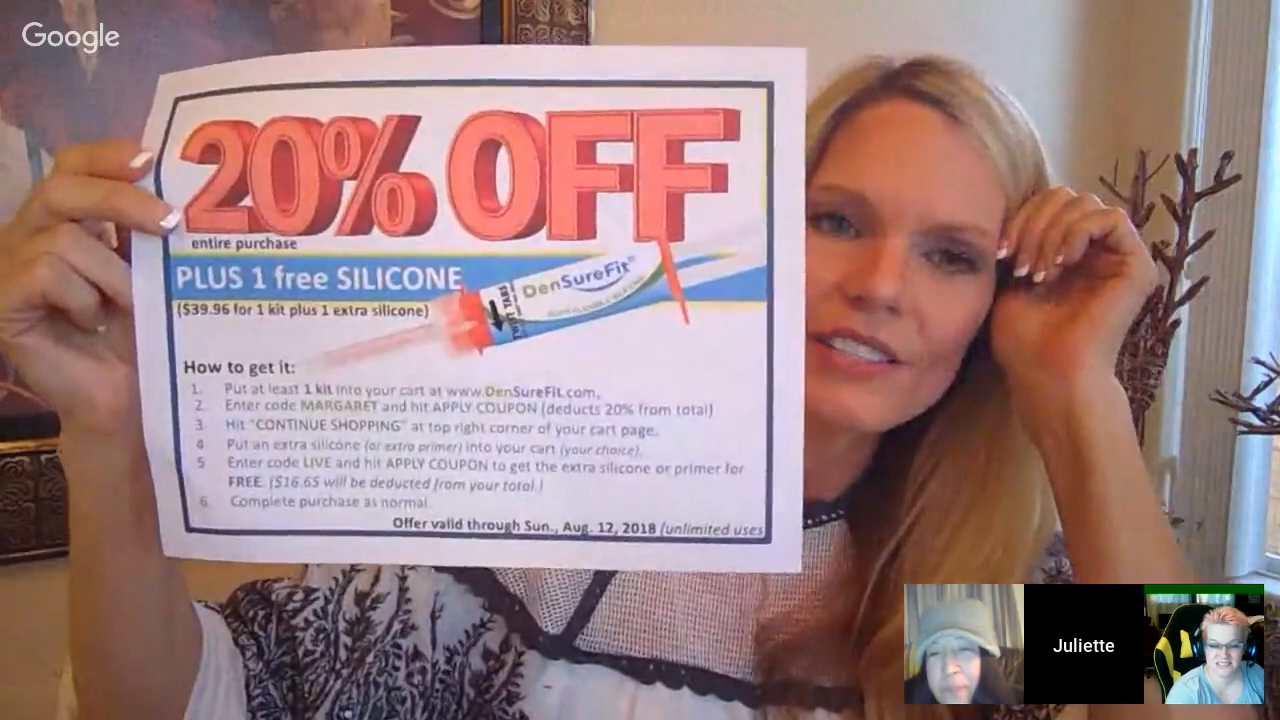 Google
20% OFF
entire purchase
PLUS 1 free SILICONE
($39.96 for 1 kit plus 1 extra silicone)
DenSureFit®
How to get it:
1. Put at least 1 kit into your cart at www.DenSureFit.com.
2. Enter code MARGARET and hit APPLY COUPON (deducts 20% from total)
3 Hit "CONTINUE SHOPPING" at top right corner of your cart page.
4 Put an extra silicone (or extra primer) into your cart (your choice).
5 Enter code LIVE and hit APPLY COUPON to get the extra silicone or primer for
FREE. ($16.65 will be deducted from your total.)
6. Complete purchase as normal.
Offer valid through Sun., Aug. 12, 2018 (unlimited uses
Juliette